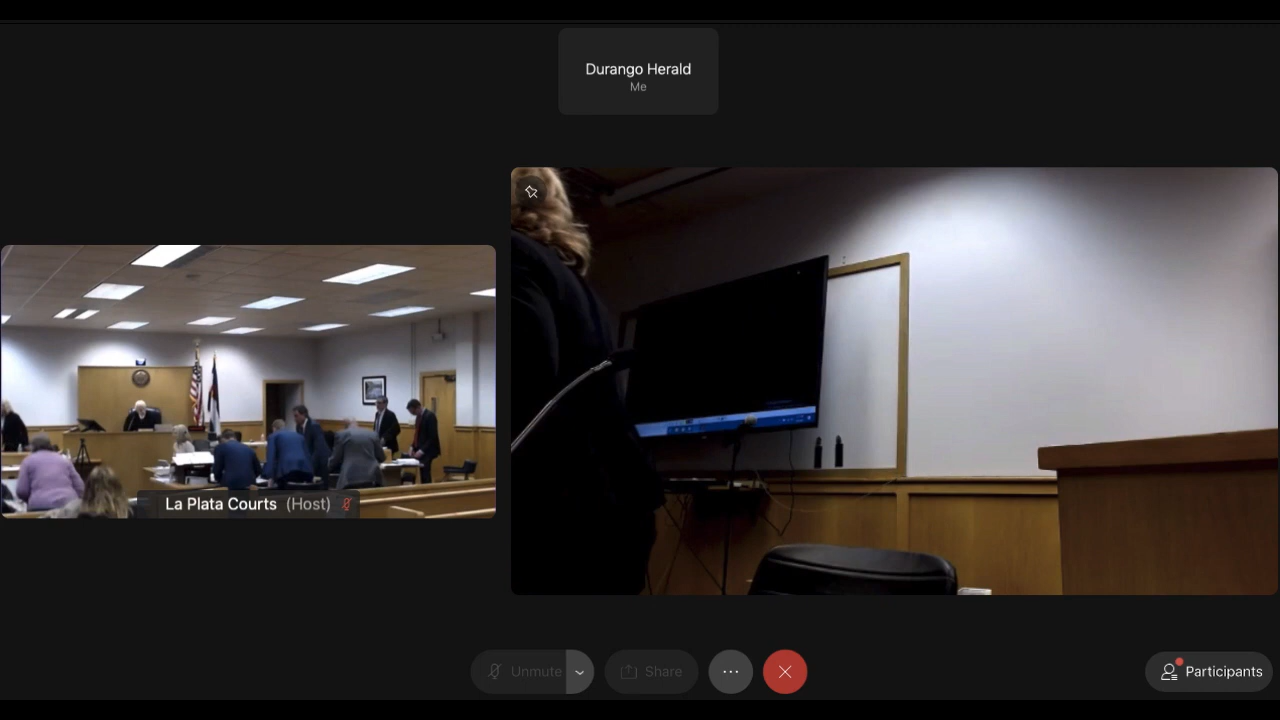 Durango Herald
Me
La Plata Courts (Host)
Unmute
Share
Participants